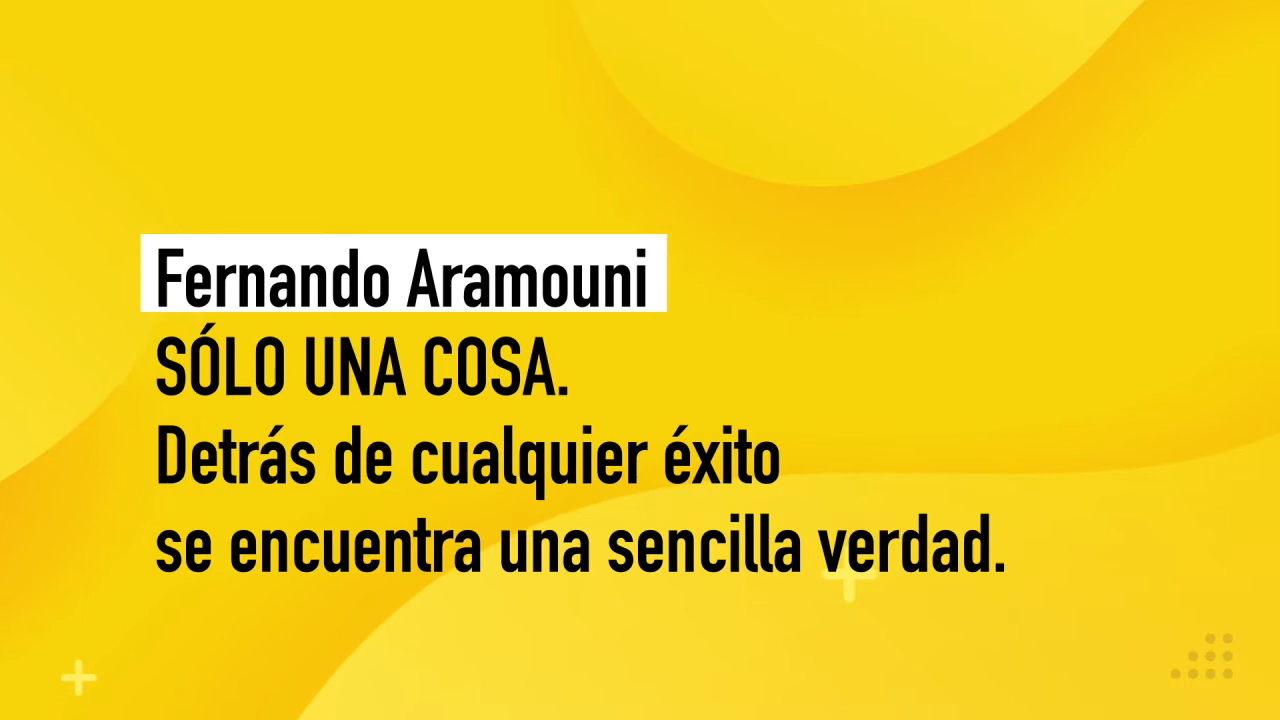 Fernando Aramouni
SÓLO UNA COSA.
Detrás de cualquier éxito
se encuentra una sencilla verdad.